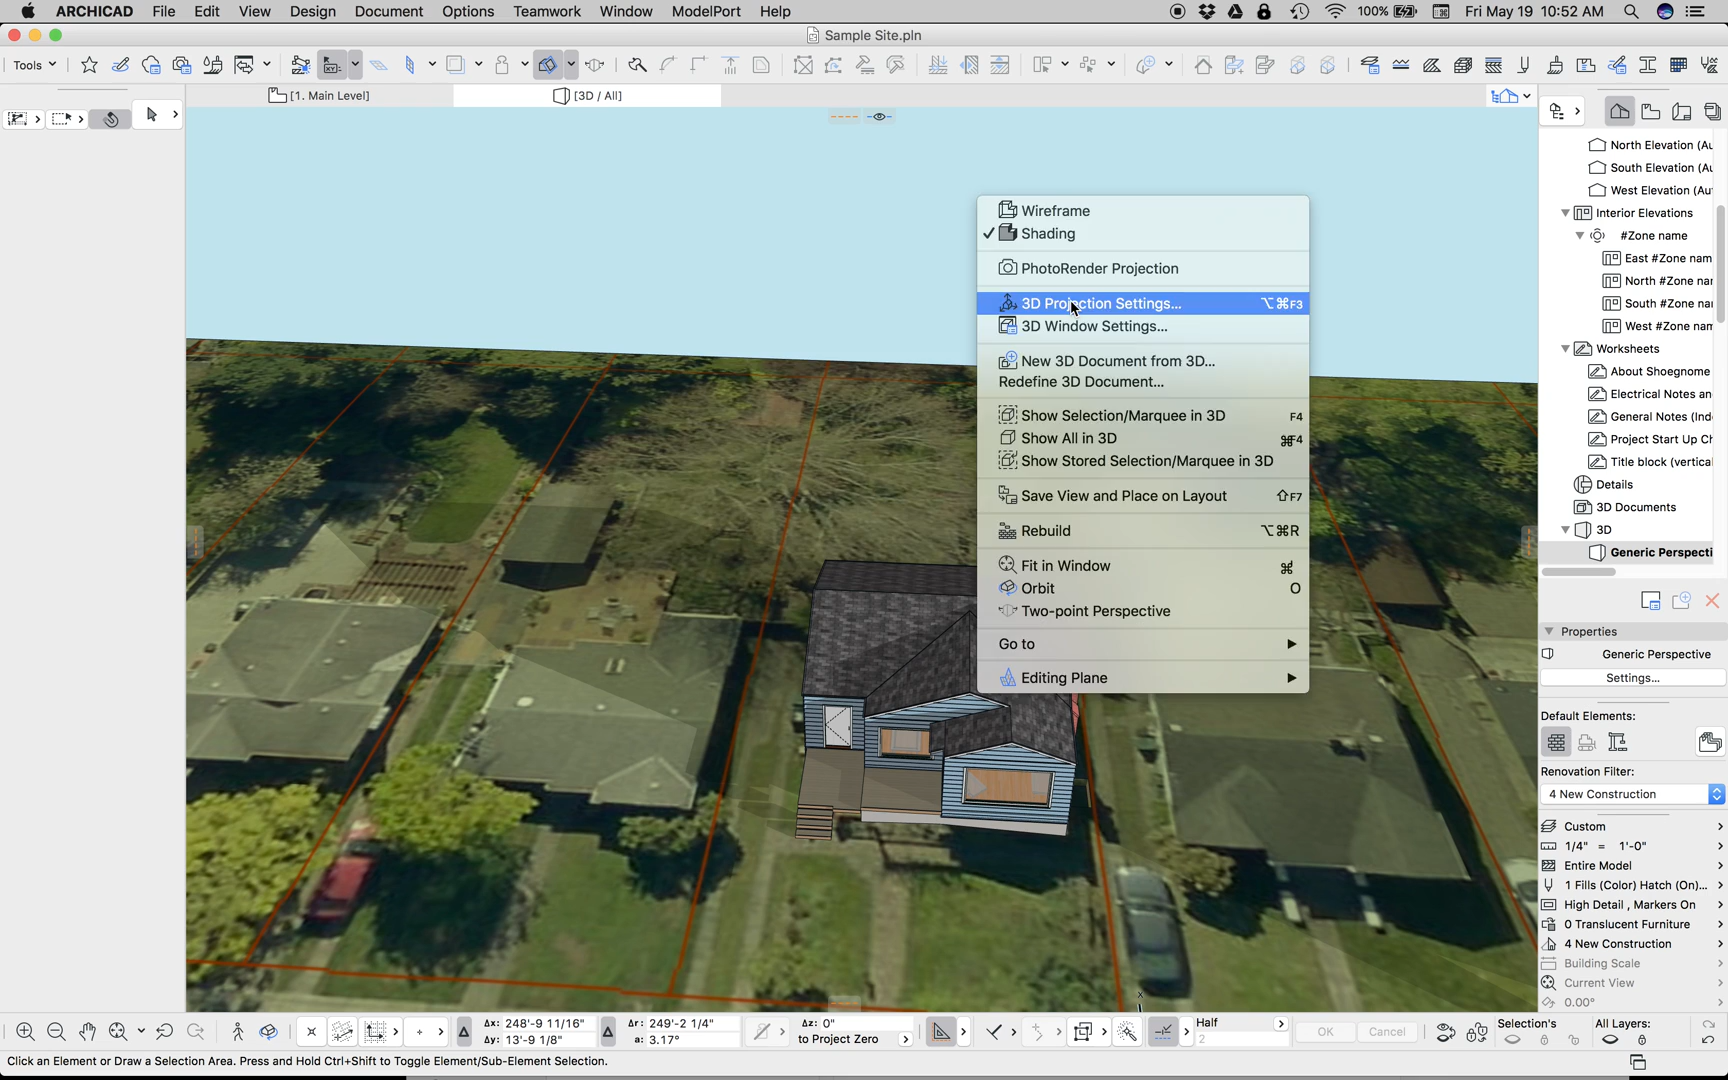 ARCHICAD File Edit View Design Document Options Teamwork Window ModelPort Help
100% Fri May 19 10:52 AM
Sample Site.pln
Tools
[1. Main Level]
[3D / All]
Wireframe
✓ Shading
PhotoRender Projection
3D Projection Settings... ⌥⌘F3
3D Window Settings...
New 3D Document from 3D...
Redefine 3D Document...
Show Selection/Marquee in 3D F4
Show All in 3D ⌘F4
Show Stored Selection/Marquee in 3D
Save View and Place on Layout ⇧F7
Rebuild ⌥⌘R
Fit in Window ⌘
Orbit O
Two-point Perspective
Go to
Editing Plane
North Elevation (Au
South Elevation (Au
West Elevation (Aut
Interior Elevations
#Zone name
East #Zone nam
North #Zone nar
South #Zone nar
West #Zone nam
Worksheets
About Shoegnome
Electrical Notes an
General Notes (Ind
Project Start Up Ch
Title block (vertical
Details
3D Documents
3D
Generic Perspecti
Properties
Generic Perspective
Settings...
Default Elements:
Renovation Filter:
4 New Construction
Custom
1/4" = 1'-0"
Entire Model
1 Fills (Color) Hatch (On)...
High Detail , Markers On
0 Translucent Furniture
4 New Construction
Building Scale
Current View
0.00°
x
Δx: 248'-9 11/16"
Δy: 13'-9 1/8"
Δr: 249'-2 1/4"
a: 3.17°
Δz: 0"
to Project Zero
Half
2
OK Cancel
Selection's
All Layers:
Click an Element or Draw a Selection Area. Press and Hold Ctrl+Shift to Toggle Element/Sub-Element Selection.